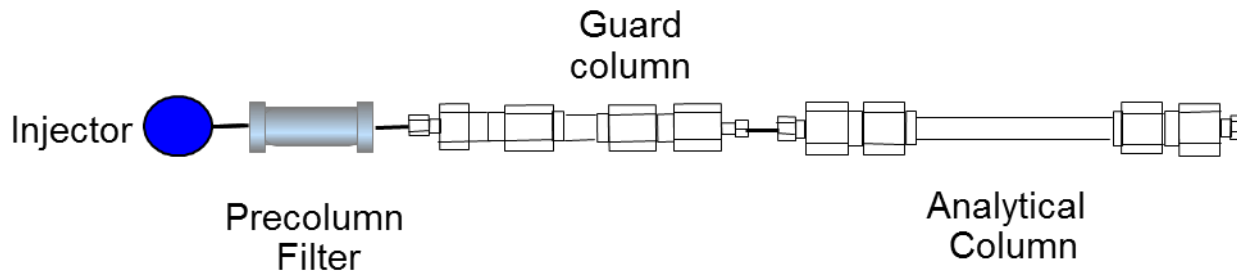 Guard
column
Injector
Precolumn
Filter
Analytical
Column